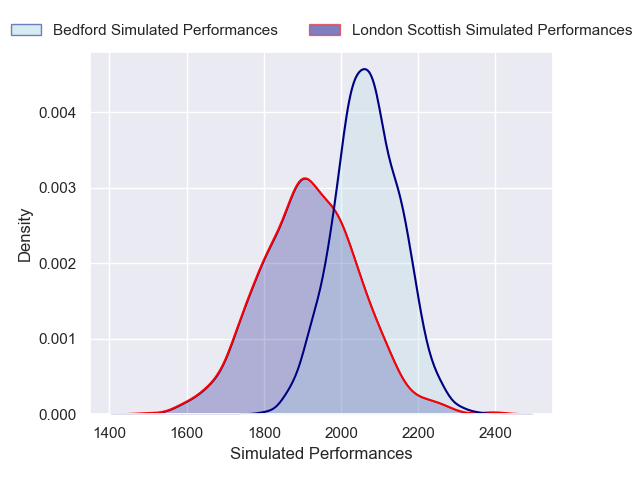 Bedford Simulated Performances
London Scottish Simulated Performances
Density
0.004
0.003
0.002
0.001
0.000
1400 1600 1800 2000 2200 2400
Simulated Performances